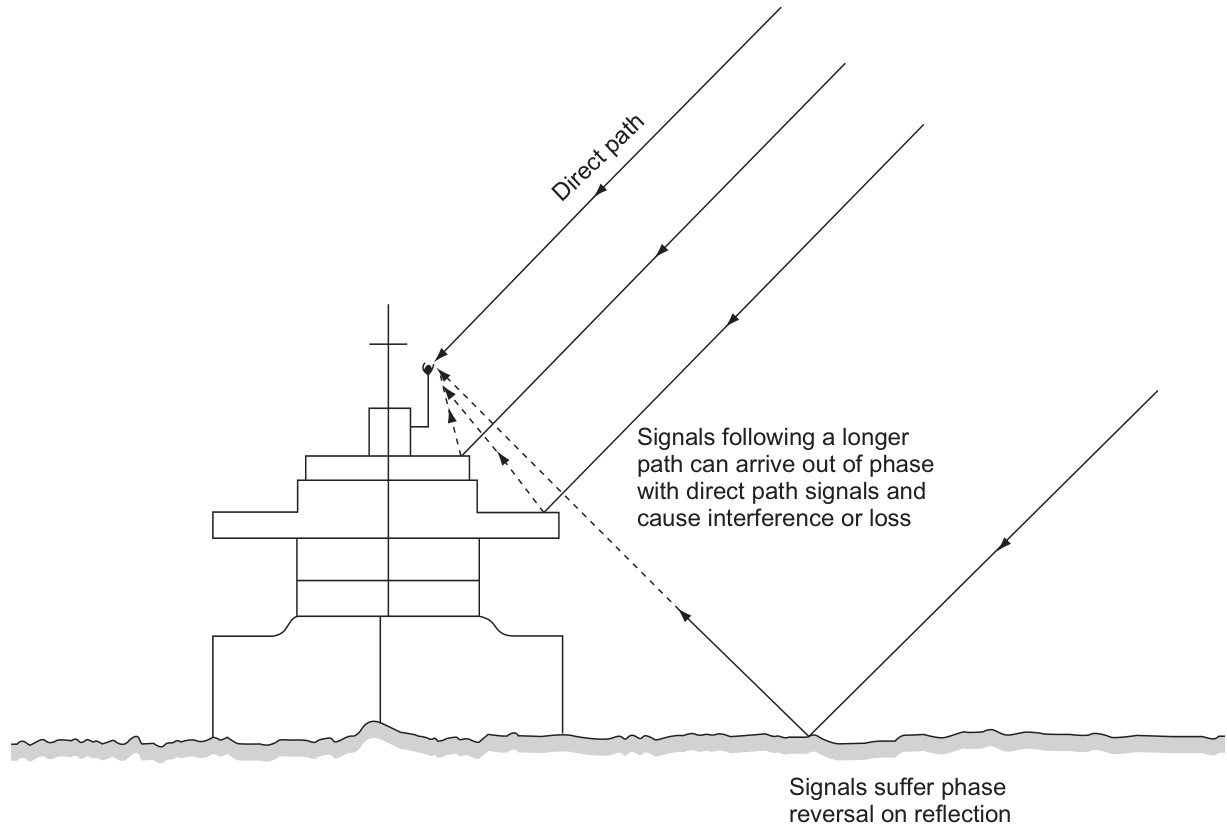 Direct path
Signals following a longer
path can arrive out of phase
with direct path signals and
cause interference or loss
Signals suffer phase
reversal on reflection